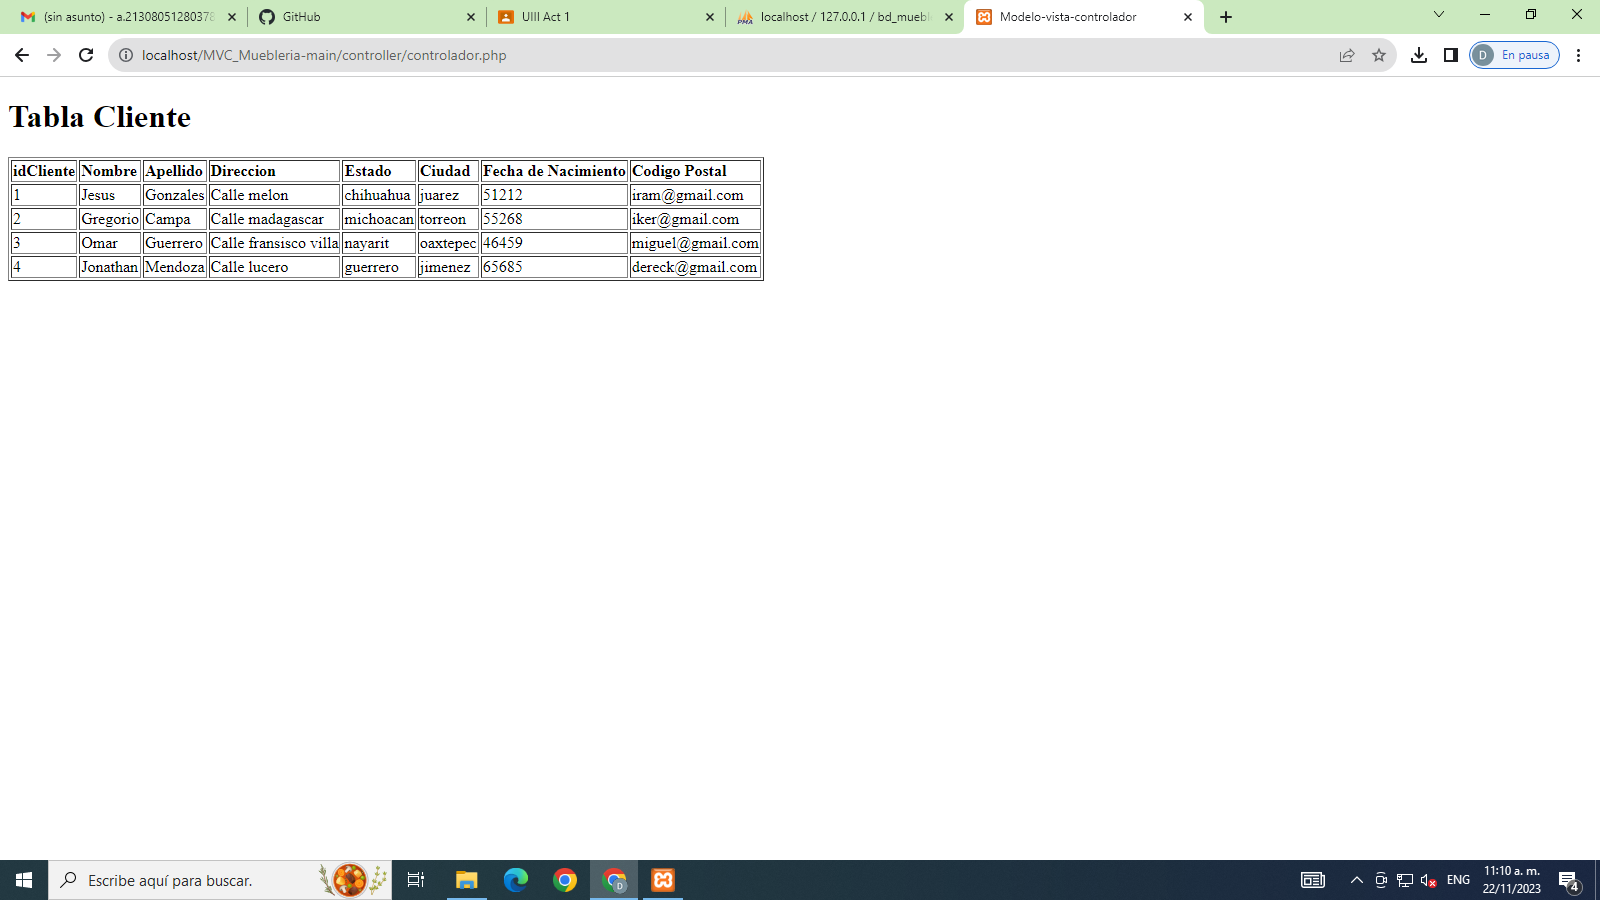 (sin asunto) - a.21308051280378
GitHub
UIII Act 1
localhost / 127.0.0.1 / bd_muebl
Modelo-vista-controlador
localhost/MVC_Muebleria-main/controller/controlador.php
D En pausa
Tabla Cliente
idCliente Nombre Apellido Direccion Estado Ciudad Fecha de Nacimiento Codigo Postal
1 Jesus Gonzales Calle melon chihuahua juarez 51212 iram@gmail.com
2 Gregorio Campa Calle madagascar michoacan torreon 55268 iker@gmail.com
3 Omar Guerrero Calle fransisco villa nayarit oaxtepec 46459 miguel@gmail.com
4 Jonathan Mendoza Calle lucero guerrero jimenez 65685 dereck@gmail.com
Escribe aquí para buscar.
D
ENG
11:10 a. m.
22/11/2023
4